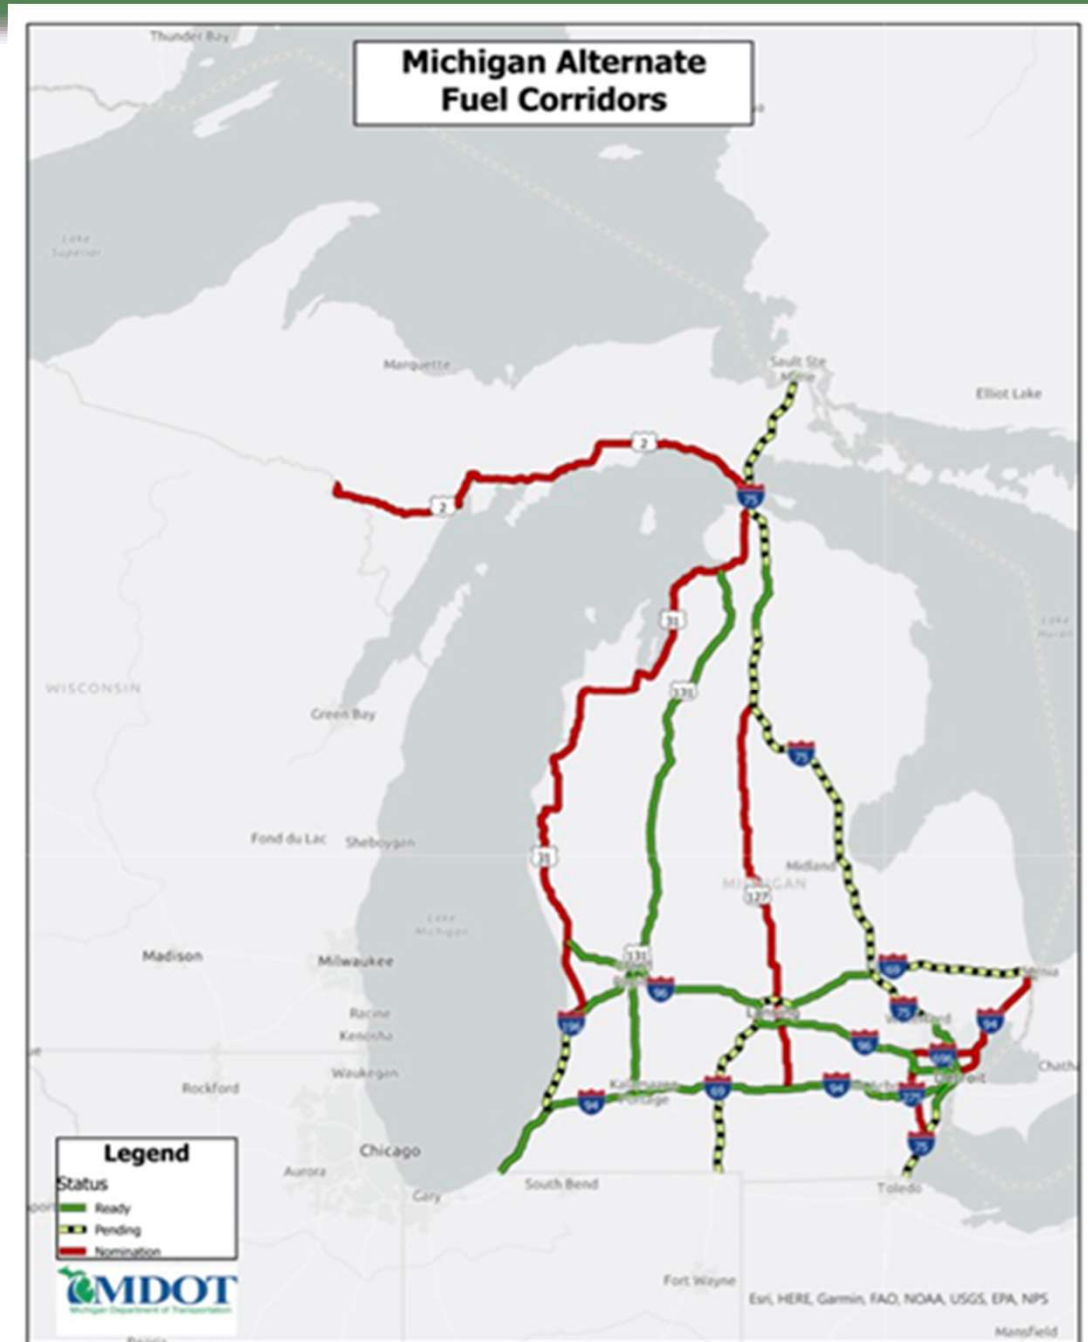 Thunder Bay
Michigan Alternate
Fuel Corridors
Lake
Superior
Marquette
Sault Ste
Marie
Elliot Lake
2
2
75
31
Lake
Huron
WISCONSIN
131
Green Bay
75
Fond du Lac
Sheboygan
31
Midland
MICHIGAN
127
Lake
Michigan
Madison
Milwaukee
131
69
96
Racine
196
Lansing
75
94
Kenosha
96
696
Waukegan
Detroit
Rockford
Kalamazoo
69
94
275
94
Portage
75
Legend
Chicago
Status
Aurora
South Bend
Toledo
Ready
Gary
Pending
Nomination
MDOT
Michigan Department of Transportation
Fort Wayne
Esri, HERE, Garmin, FAO, NOAA, USGS, EPA, NPS
Mansfield